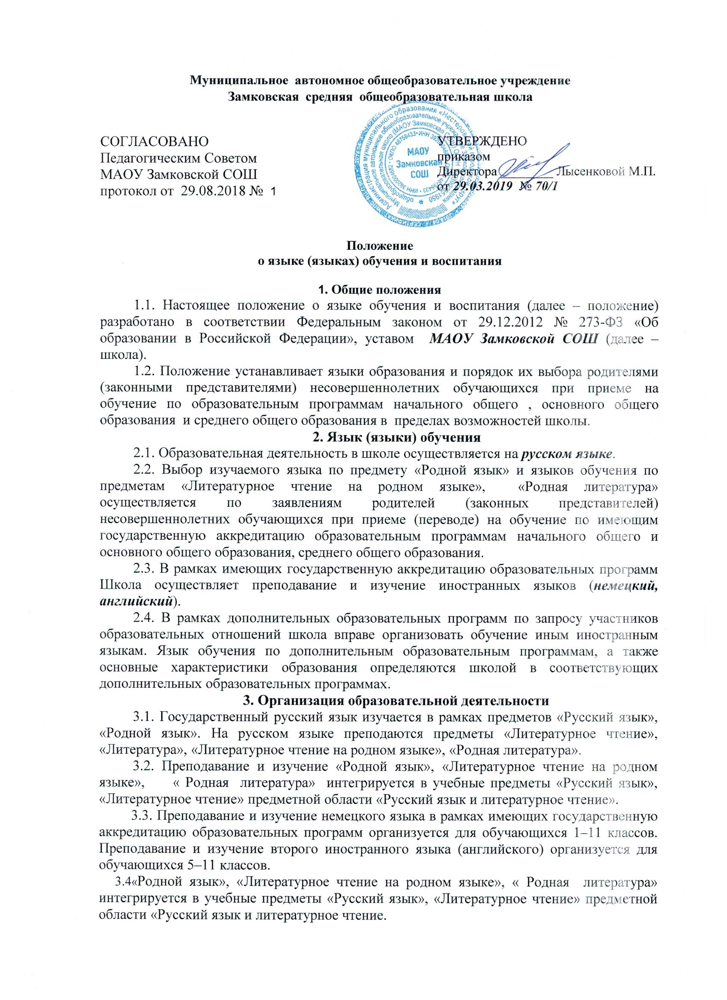 Муниципальное автономное общеобразовательное учреждение
Замковская средняя общеобразовательная школа
СОГЛАСОВАНО
Педагогическим Советом
МАОУ Замковской СОШ
протокол от 29.08.2018 № 1
МАОУ
Замковская
СОШ
УТВЕРЖДЕНО
приказом
Директора Лысенковой М.П.
от 29.03.2019 № 70/1
Положение
о языке (языках) обучения и воспитания
1. Общие положения
1.1. Настоящее положение о языке обучения и воспитания (далее – положение)
разработано в соответствии Федеральным законом от 29.12.2012 № 273-ФЗ «Об
образовании в Российской Федерации», уставом МАОУ Замковской СОШ (далее –
школа).
1.2. Положение устанавливает языки образования и порядок их выбора родителями
(законными представителями) несовершеннолетних обучающихся при приеме на
обучение по образовательным программам начального общего , основного общего
образования и среднего общего образования в пределах возможностей школы.
2. Язык (языки) обучения
2.1. Образовательная деятельность в школе осуществляется на русском языке.
2.2. Выбор изучаемого языка по предмету «Родной язык» и языков обучения по
предметам «Литературное чтение на родном языке», «Родная литература»
осуществляется по заявлениям родителей (законных представителей)
несовершеннолетних обучающихся при приеме (переводе) на обучение по имеющим
государственную аккредитацию образовательным программам начального общего и
основного общего образования, среднего общего образования.
2.3. В рамках имеющих государственную аккредитацию образовательных программ
Школа осуществляет преподавание и изучение иностранных языков (немецкий,
английский).
2.4. В рамках дополнительных образовательных программ по запросу участников
образовательных отношений школа вправе организовать обучение иным иностранным
языкам. Язык обучения по дополнительным образовательным программам, а также
основные характеристики образования определяются школой в соответствующих
дополнительных образовательных программах.
3. Организация образовательной деятельности
3.1. Государственный русский язык изучается в рамках предметов «Русский язык»,
«Родной язык». На русском языке преподаются предметы «Литературное чтение»,
«Литература», «Литературное чтение на родном языке», «Родная литература».
3.2. Преподавание и изучение «Родной язык», «Литературное чтение на родном
языке», « Родная литература» интегрируется в учебные предметы «Русский язык»,
«Литературное чтение» предметной области «Русский язык и литературное чтение».
3.3. Преподавание и изучение немецкого языка в рамках имеющих государственную
аккредитацию образовательных программ организуется для обучающихся 1–11 классов.
Преподавание и изучение второго иностранного языка (английского) организуется для
обучающихся 5–11 классов.
3.4«Родной язык», «Литературное чтение на родном языке», « Родная литература»
интегрируется в учебные предметы «Русский язык», «Литературное чтение» предметной
области «Русский язык и литературное чтение.